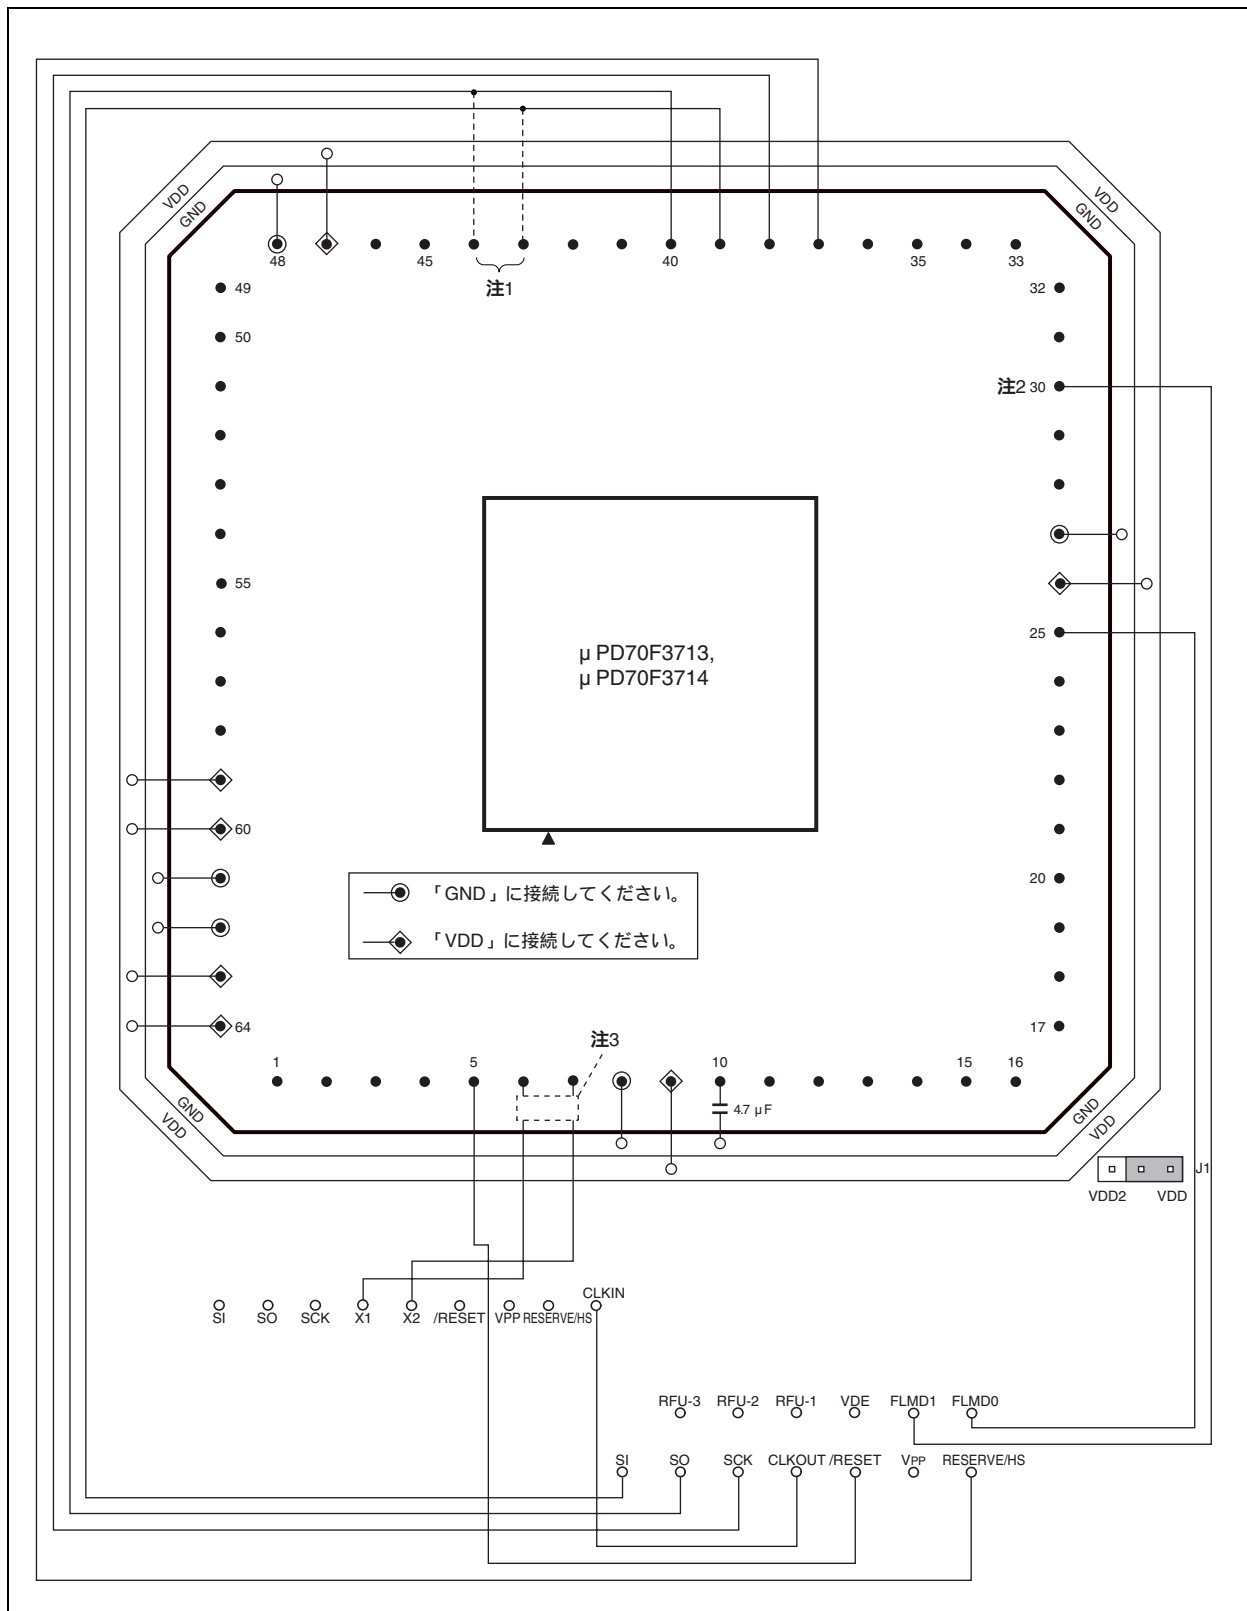 VDD
GND
VDD
GND
48
45
40
35
33
注1
49
32
50
注2 30
55
25
μ PD70F3713,
μ PD70F3714
60
「GND」に接続してください。
20
「VDD」に接続してください。
64
17
注3
1
5
10
15
16
4.7 μF
GND
VDD
GND
VDD
J1
VDD2
VDD
CLKIN
SI
SO
SCK
X1
X2
/RESET
VPP
RESERVE/HS
RFU-3
RFU-2
RFU-1
VDE
FLMD1
FLMD0
SI
SO
SCK
CLKOUT
/RESET
VPP
RESERVE/HS